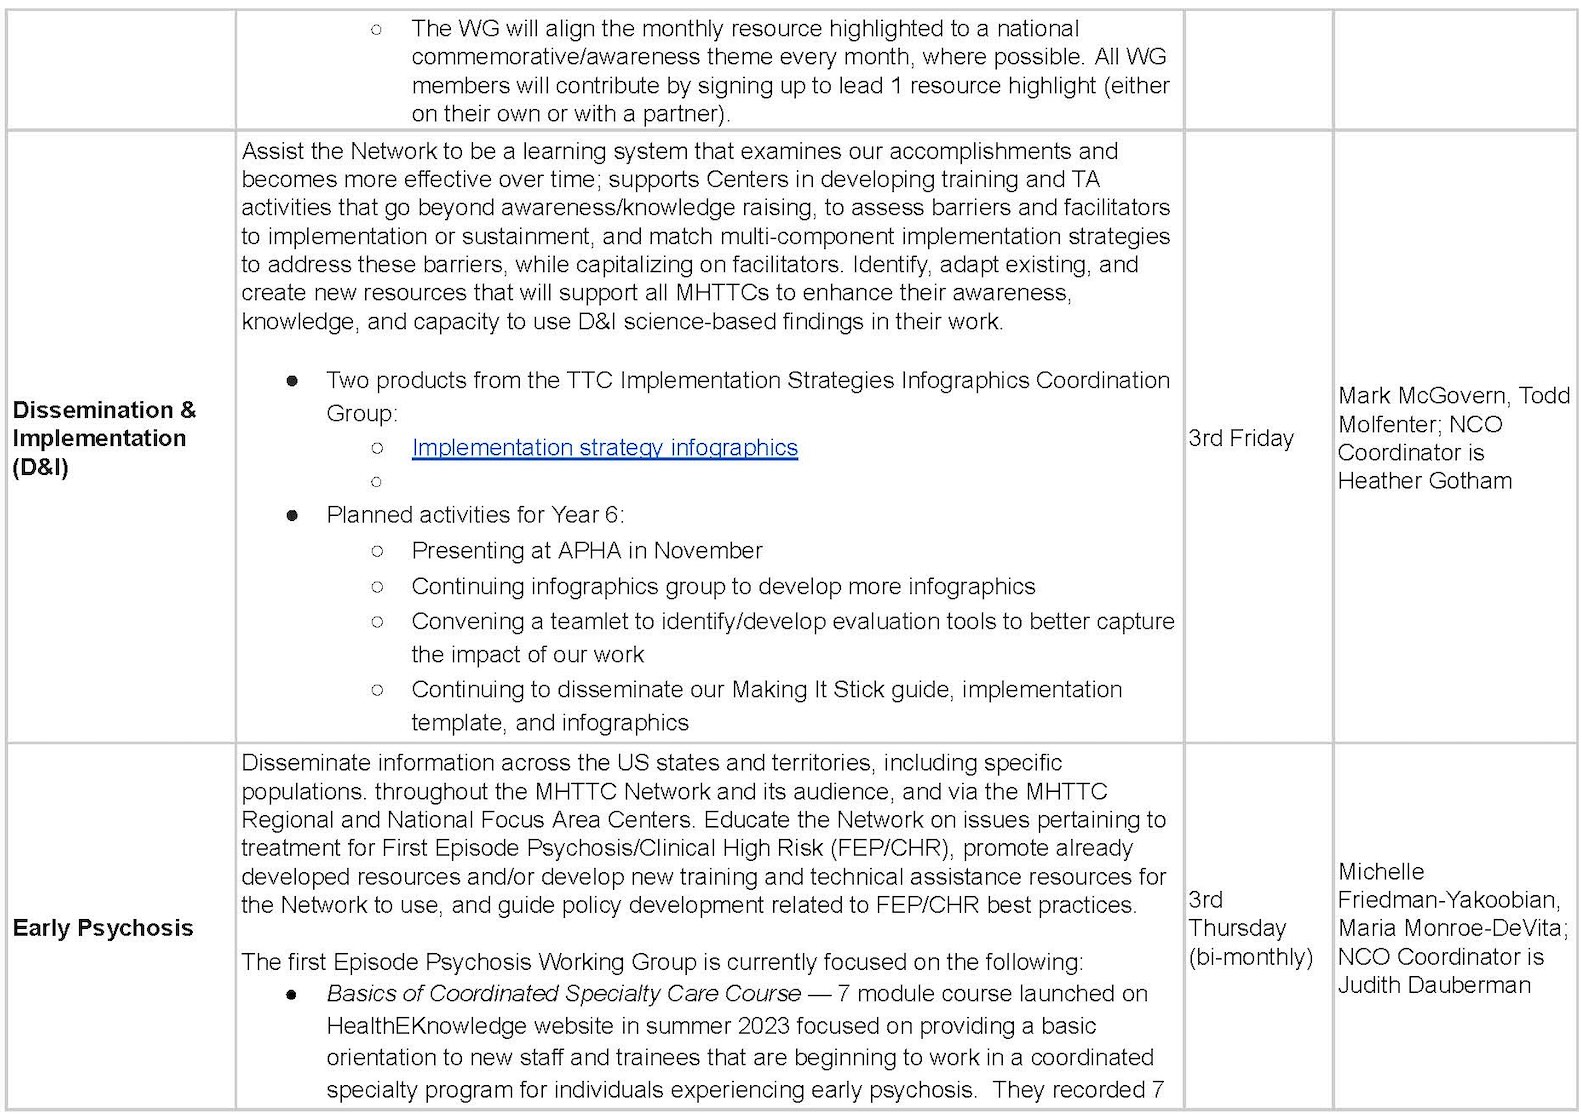 ○ The WG will align the monthly resource highlighted to a national
commemorative/awareness theme every month, where possible. All WG
members will contribute by signing up to lead 1 resource highlight (either
on their own or with a partner).
Dissemination &
Implementation
(D&I)
Assist the Network to be a learning system that examines our accomplishments and
becomes more effective over time; supports Centers in developing training and TA
activities that go beyond awareness/knowledge raising, to assess barriers and facilitators
to implementation or sustainment, and match multi-component implementation strategies
to address these barriers, while capitalizing on facilitators. Identify, adapt existing, and
create new resources that will support all MHTTCs to enhance their awareness,
knowledge, and capacity to use D&I science-based findings in their work.
● Two products from the TTC Implementation Strategies Infographics Coordination
Group:
○ Implementation strategy infographics
○
● Planned activities for Year 6:
○ Presenting at APHA in November
○ Continuing infographics group to develop more infographics
○ Convening a teamlet to identify/develop evaluation tools to better capture
the impact of our work
○ Continuing to disseminate our Making It Stick guide, implementation
template, and infographics
3rd Friday
Mark McGovern, Todd
Molfenter; NCO
Coordinator is
Heather Gotham
Early Psychosis
Disseminate information across the US states and territories, including specific
populations. throughout the MHTTC Network and its audience, and via the MHTTC
Regional and National Focus Area Centers. Educate the Network on issues pertaining to
treatment for First Episode Psychosis/Clinical High Risk (FEP/CHR), promote already
developed resources and/or develop new training and technical assistance resources for
the Network to use, and guide policy development related to FEP/CHR best practices.
The first Episode Psychosis Working Group is currently focused on the following:
● Basics of Coordinated Specialty Care Course — 7 module course launched on
HealthEKnowledge website in summer 2023 focused on providing a basic
orientation to new staff and trainees that are beginning to work in a coordinated
specialty program for individuals experiencing early psychosis.  They recorded 7
3rd
Thursday
(bi-monthly)
Michelle
Friedman-Yakoobian,
Maria Monroe-DeVita;
NCO Coordinator is
Judith Dauberman